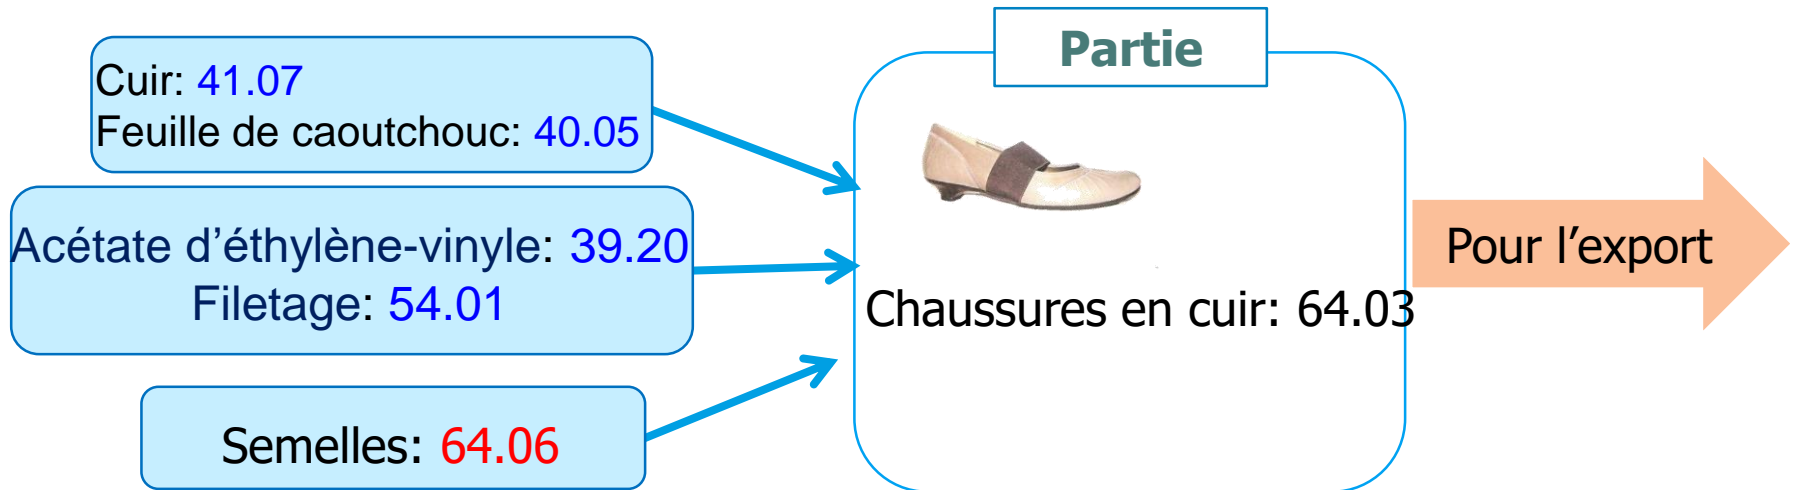 Cuir: 41.07
Feuille de caoutchouc: 40.05
Acétate d’éthylène-vinyle: 39.20
Filetage: 54.01
Semelles: 64.06
Partie
Chaussures en cuir: 64.03
Pour l’export